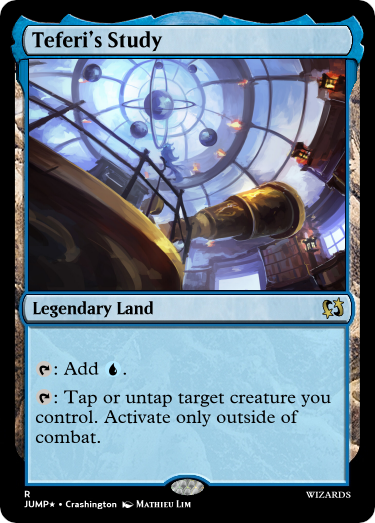 Teferi's Study
Legendary Land
: Add .
: Tap or untap target creature you
control. Activate only outside of
combat.
R
JUMP★ • Crashington Mathieu Lim
WIZARDS